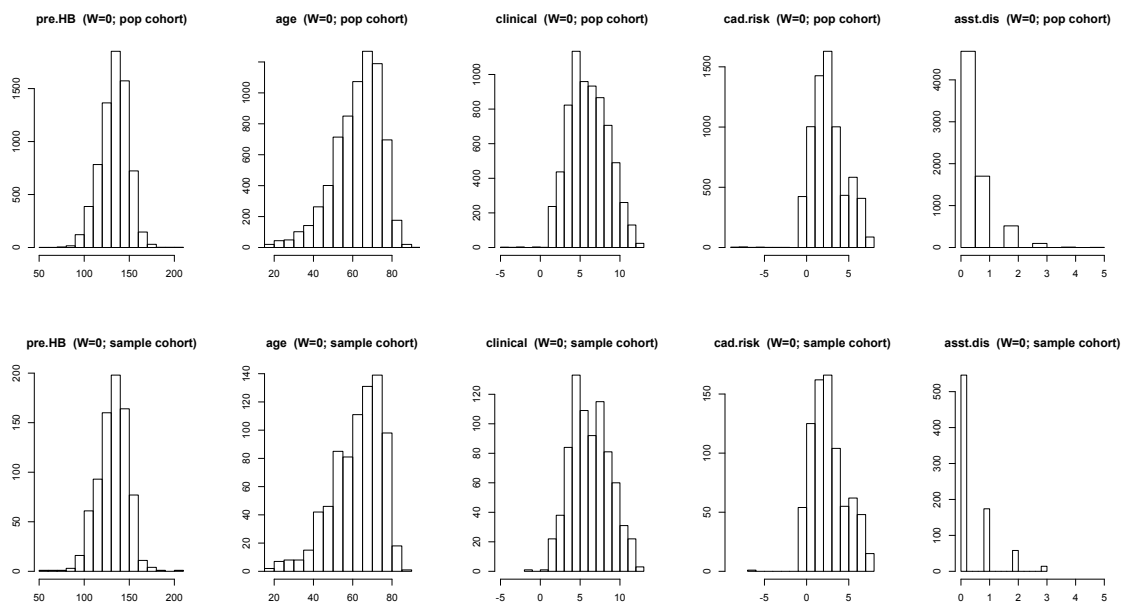 pre.HB (W=0; pop cohort)
age (W=0; pop cohort)
clinical (W=0; pop cohort)
cad.risk (W=0; pop cohort)
asst.dis (W=0; pop cohort)
0 500 1000 1500
50 100 150 200
0 200 400 600 800 1000 1200
20 40 60 80
0 200 400 600 800 1000
-5 0 5 10
0 500 1000 1500
-5 0 5
0 1000 2000 3000 4000
0 1 2 3 4 5
pre.HB (W=0; sample cohort)
age (W=0; sample cohort)
clinical (W=0; sample cohort)
cad.risk (W=0; sample cohort)
asst.dis (W=0; sample cohort)
0 50 100 150 200
50 100 150 200
0 20 40 60 80 100 120 140
20 40 60 80
0 20 40 60 80 100 120
-5 0 5 10
0 50 100 150
-5 0 5
0 100 200 300 400 500
0 1 2 3 4 5